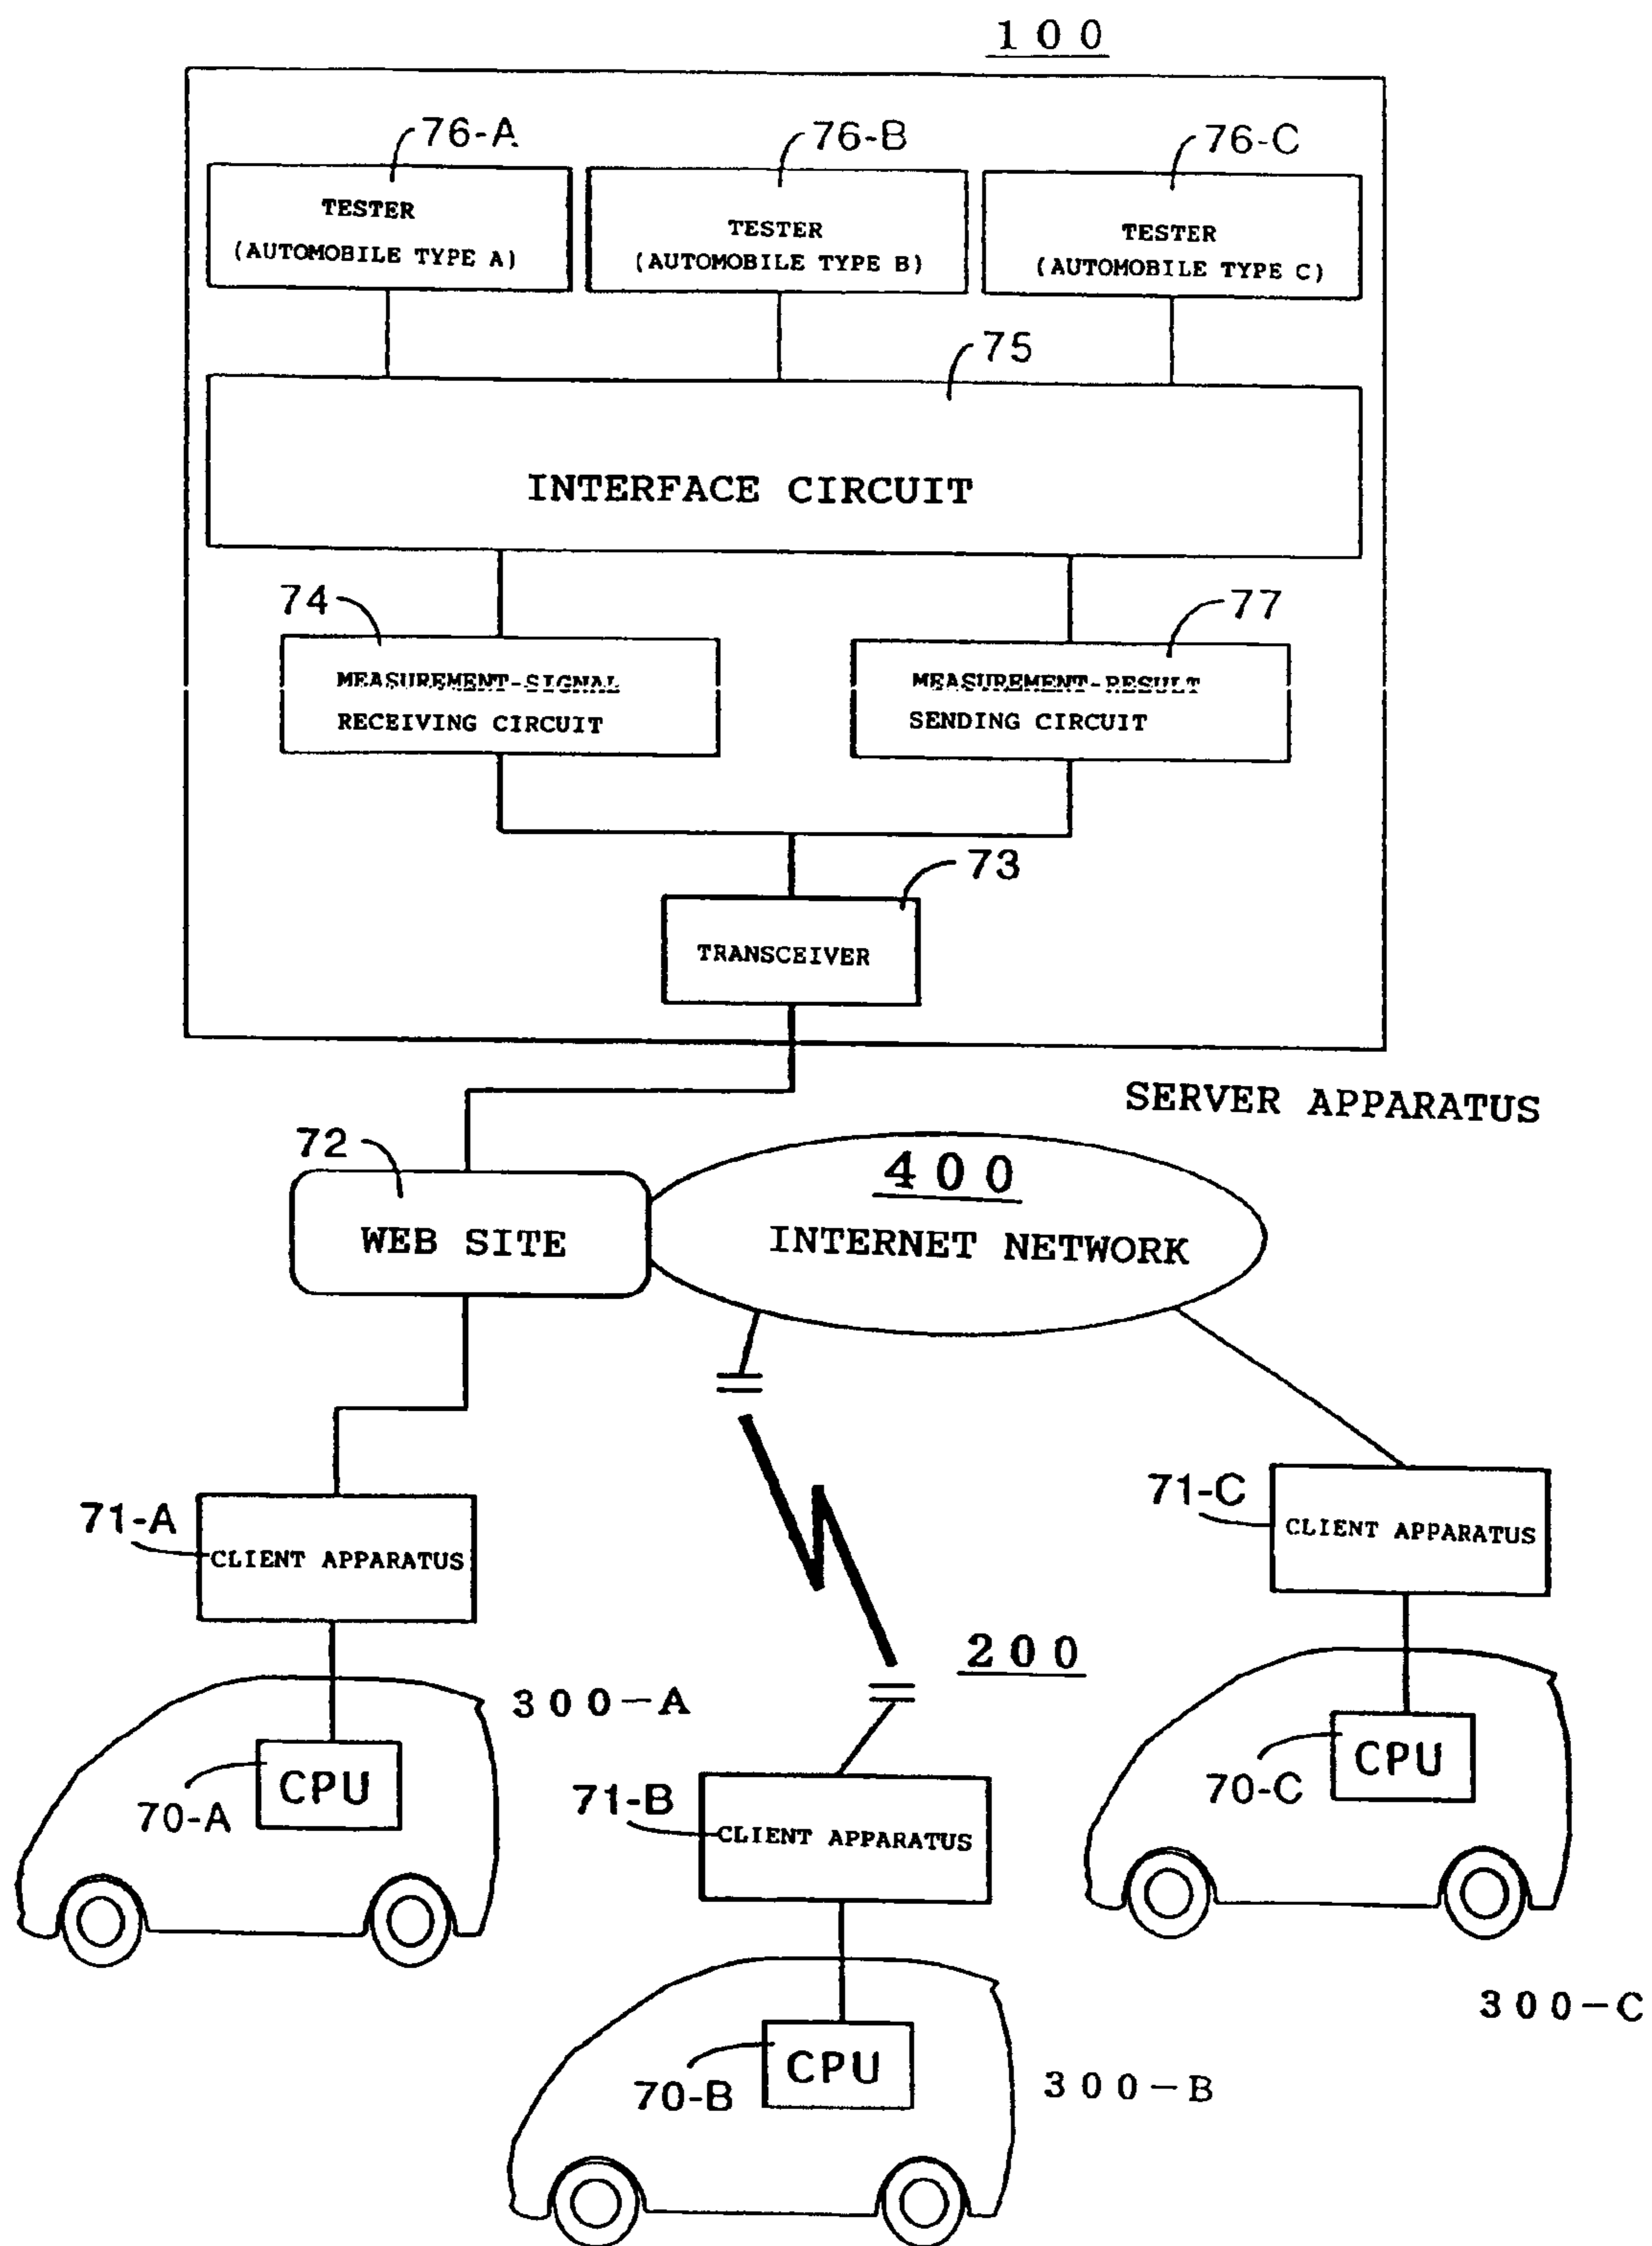 100
76-A
76-B
76-C
TESTER
(AUTOMOBILE TYPE A)
TESTER
(AUTOMOBILE TYPE B)
TESTER
(AUTOMOBILE TYPE C)
75
INTERFACE CIRCUIT
74
77
MEASUREMENT-SIGNAL
RECEIVING CIRCUIT
MEASUREMENT-RESULT
SENDING CIRCUIT
73
TRANSCEIVER
SERVER APPARATUS
72
WEB SITE
400
INTERNET NETWORK
71-A
CLIENT APPARATUS
71-C
CLIENT APPARATUS
200
300-A
CPU
70-A
71-B
CLIENT APPARATUS
CPU
70-C
300-C
CPU
70-B
300-B